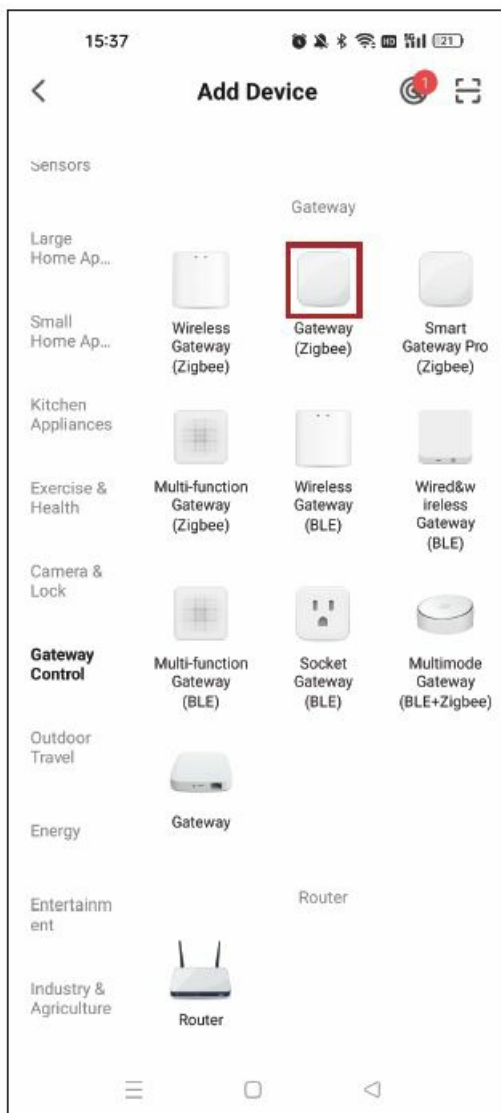 15:37
HD 5G 21
Add Device
1
Sensors
Large
Home Ap...
Small
Home Ap...
Kitchen
Appliances
Exercise &
Health
Camera &
Lock
Gateway
Control
Outdoor
Travel
Energy
Entertainm
ent
Industry &
Agriculture
Gateway
Wireless
Gateway
(Zigbee)
Gateway
(Zigbee)
Smart
Gateway Pro
(Zigbee)
Multi-function
Gateway
(Zigbee)
Wireless
Gateway
(BLE)
Wired&w
ireless
Gateway
(BLE)
Multi-function
Gateway
(BLE)
Socket
Gateway
(BLE)
Multimode
Gateway
(BLE+Zigbee)
Gateway
Router
Router